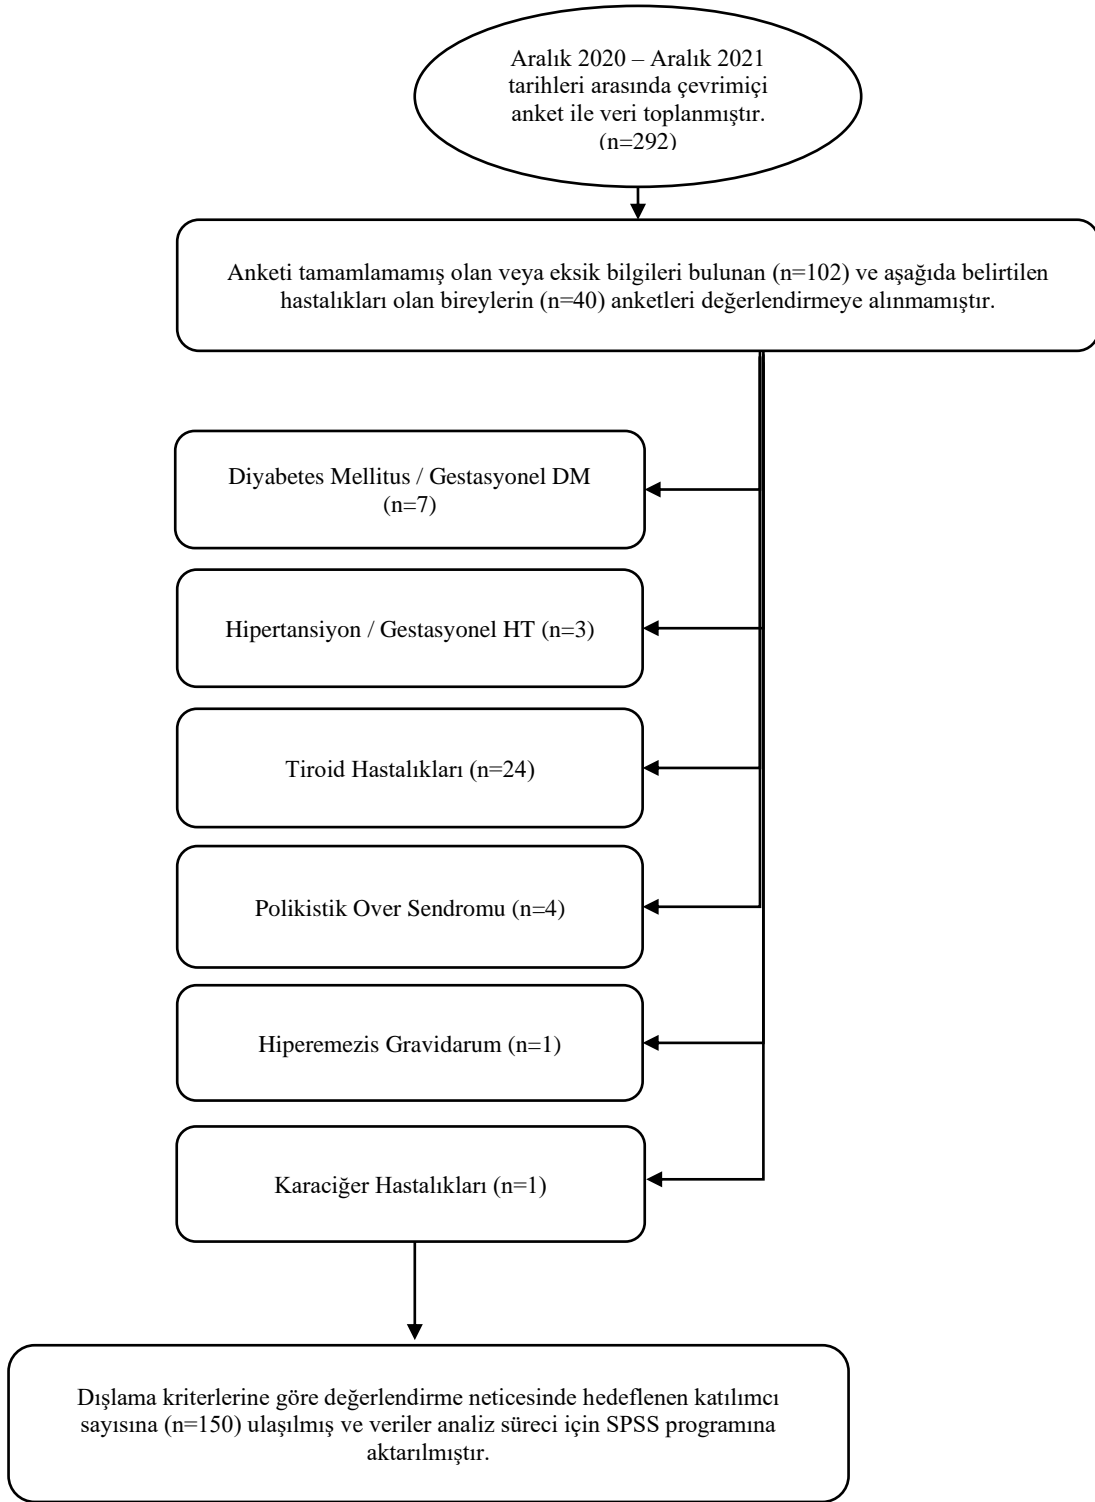 Aralık 2020 – Aralık 2021
tarihleri arasında çevrimiçi
anket ile veri toplanmıştır.
(n=292)
Anketi tamamlamamış olan veya eksik bilgileri bulunan (n=102) ve aşağıda belirtilen
hastalıkları olan bireylerin (n=40) anketleri değerlendirmeye alınmamıştır.
Diyabetes Mellitus / Gestasyonel DM
(n=7)
Hipertansiyon / Gestasyonel HT (n=3)
Tiroid Hastalıkları (n=24)
Polikistik Over Sendromu (n=4)
Hiperemezis Gravidarum (n=1)
Karaciğer Hastalıkları (n=1)
Dışlama kriterlerine göre değerlendirme neticesinde hedeflenen katılımcı
sayısına (n=150) ulaşılmış ve veriler analiz süreci için SPSS programına
aktarılmıştır.